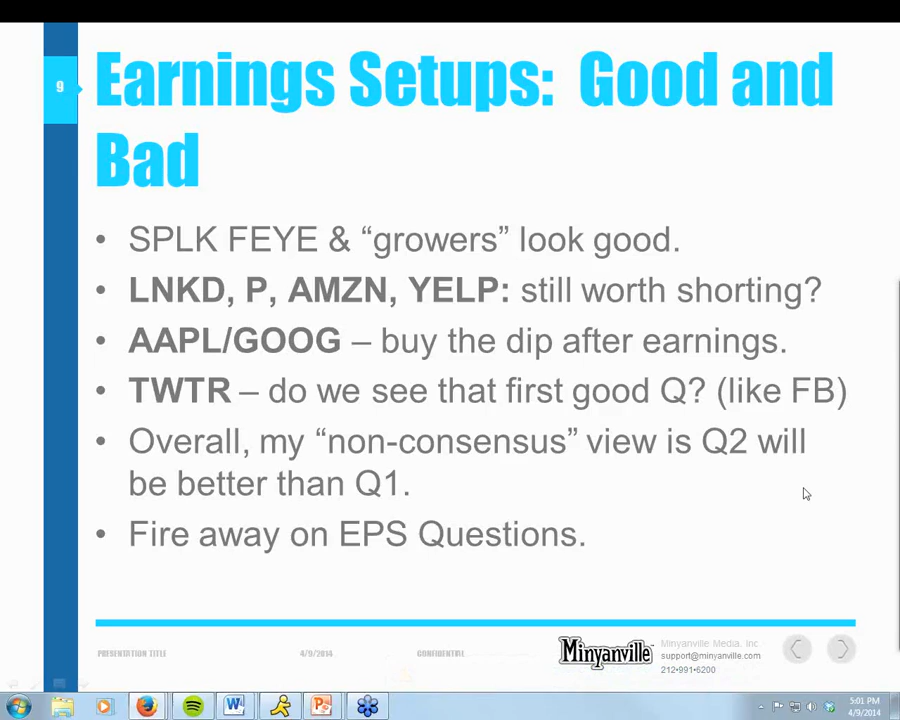 9
Earnings Setups: Good and
Bad
• SPLK FEYE & “growers” look good.
• LNKD, P, AMZN, YELP: still worth shorting?
• AAPL/GOOG – buy the dip after earnings.
• TWTR – do we see that first good Q? (like FB)
• Overall, my “non-consensus” view is Q2 will
be better than Q1.
• Fire away on EPS Questions.
PRESENTATION TITLE 4/9/2014 CONFIDENTIAL
Minyanville
Minyanville Media, Inc
support@minyanville.com
212•991•6200
5:01 PM
4/9/2014